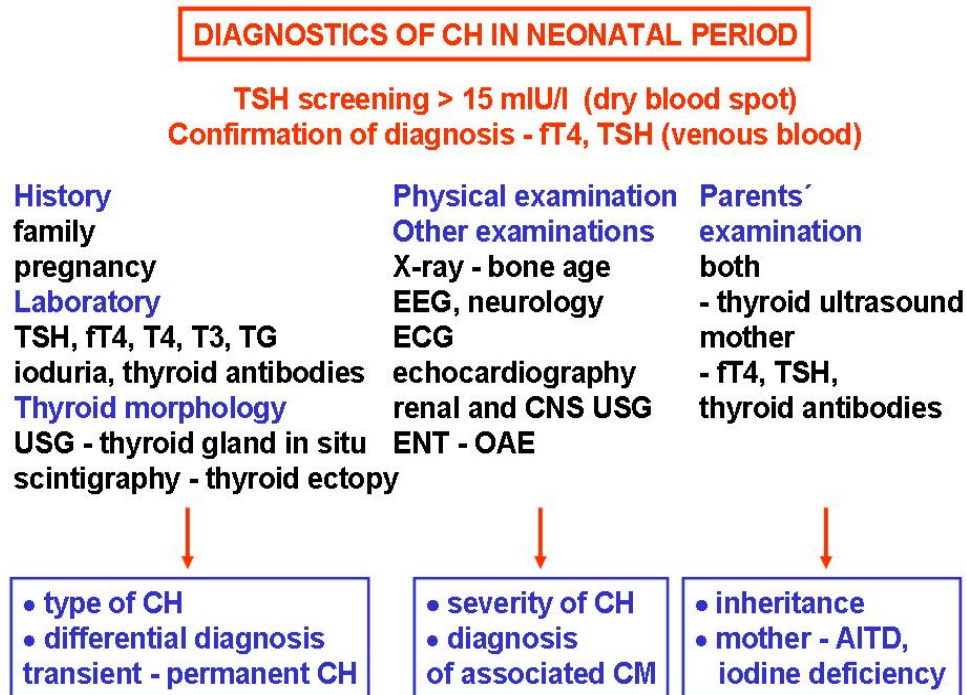 DIAGNOSTICS OF CH IN NEONATAL PERIOD
TSH screening > 15 mIU/l (dry blood spot)
Confirmation of diagnosis - fT4, TSH (venous blood)
History
family
pregnancy
Laboratory
TSH, fT4, T4, T3, TG
ioduria, thyroid antibodies
Thyroid morphology
USG - thyroid gland in situ
scintigraphy - thyroid ectopy
Physical examination
Other examinations
X-ray - bone age
EEG, neurology
ECG
echocardiography
renal and CNS USG
ENT - OAE
Parents´
examination
both
- thyroid ultrasound
mother
- fT4, TSH,
thyroid antibodies
• type of CH
• differential diagnosis
transient - permanent CH
• severity of CH
• diagnosis
of associated CM
• inheritance
• mother - AITD,
iodine deficiency